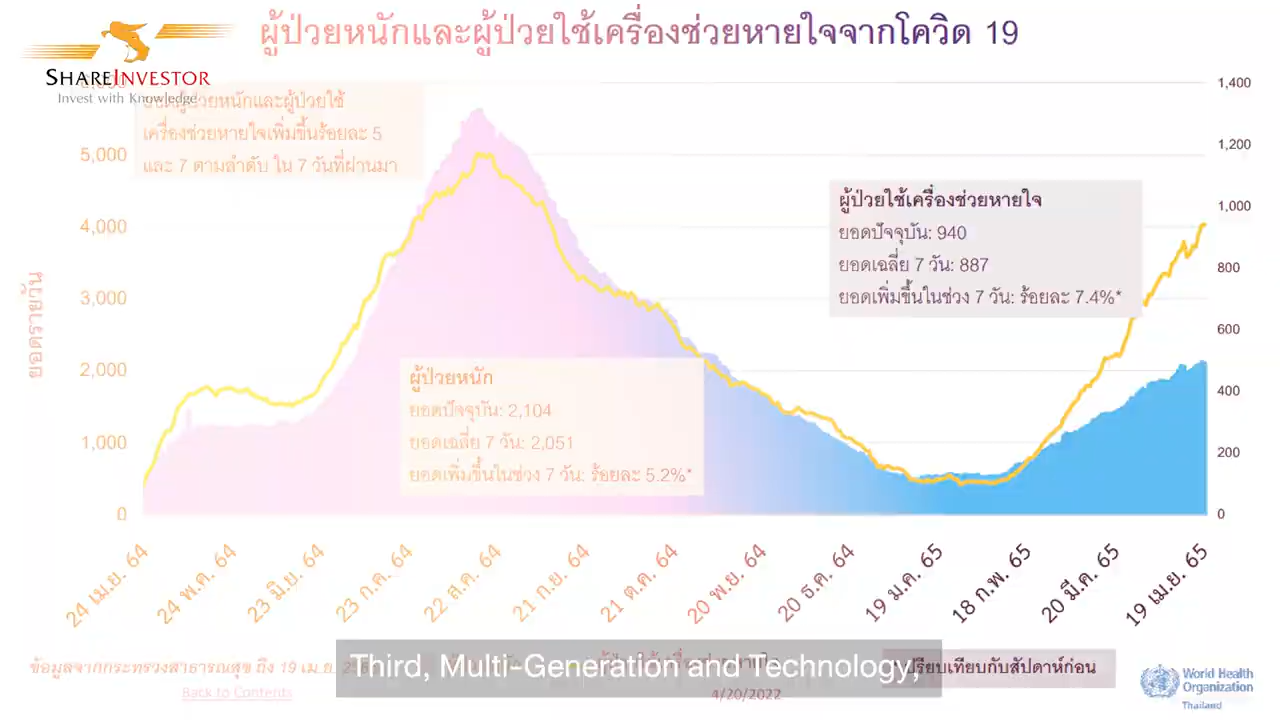 ผู้ป่วยหนักและผู้ป่วยใช้เครื่องช่วยหายใจจากโควิด 19
SHAREINVESTOR
Invest with Knowledge
ยอดผู้ป่วยหนักและผู้ป่วยใช้
เครื่องช่วยหายใจเพิ่มขึ้นร้อยละ 5
และ 7 ตามลำดับ ใน 7 วันที่ผ่านมา
5,000
4,000
3,000
2,000
1,000
0
ยอดรายวัน
1,400
1,200
1,000
800
600
400
200
0
ผู้ป่วยใช้เครื่องช่วยหายใจ
ยอดปัจจุบัน: 940
ยอดเฉลี่ย 7 วัน: 887
ยอดเพิ่มขึ้นในช่วง 7 วัน: ร้อยละ 7.4%*
ผู้ป่วยหนัก
ยอดปัจจุบัน: 2,104
ยอดเฉลี่ย 7 วัน: 2,051
ยอดเพิ่มขึ้นในช่วง 7 วัน: ร้อยละ 5.2%*
24 เม.ย. 64
24 พ.ค. 64
23 มิ.ย. 64
23 ก.ค. 64
22 ส.ค. 64
21 ก.ย. 64
21 ต.ค. 64
20 พ.ย. 64
20 ธ.ค. 64
19 ม.ค. 65
18 ก.พ. 65
20 มี.ค. 65
19 เม.ย. 65
ข้อมูลจากกระทรวงสาธารณสุข ถึง 19 เม.ย.
Third, Multi-Generation and Technology,
เปรียบเทียบกับสัปดาห์ก่อน
Back to Contents
4/20/2022
World Health
Organization
Thailand